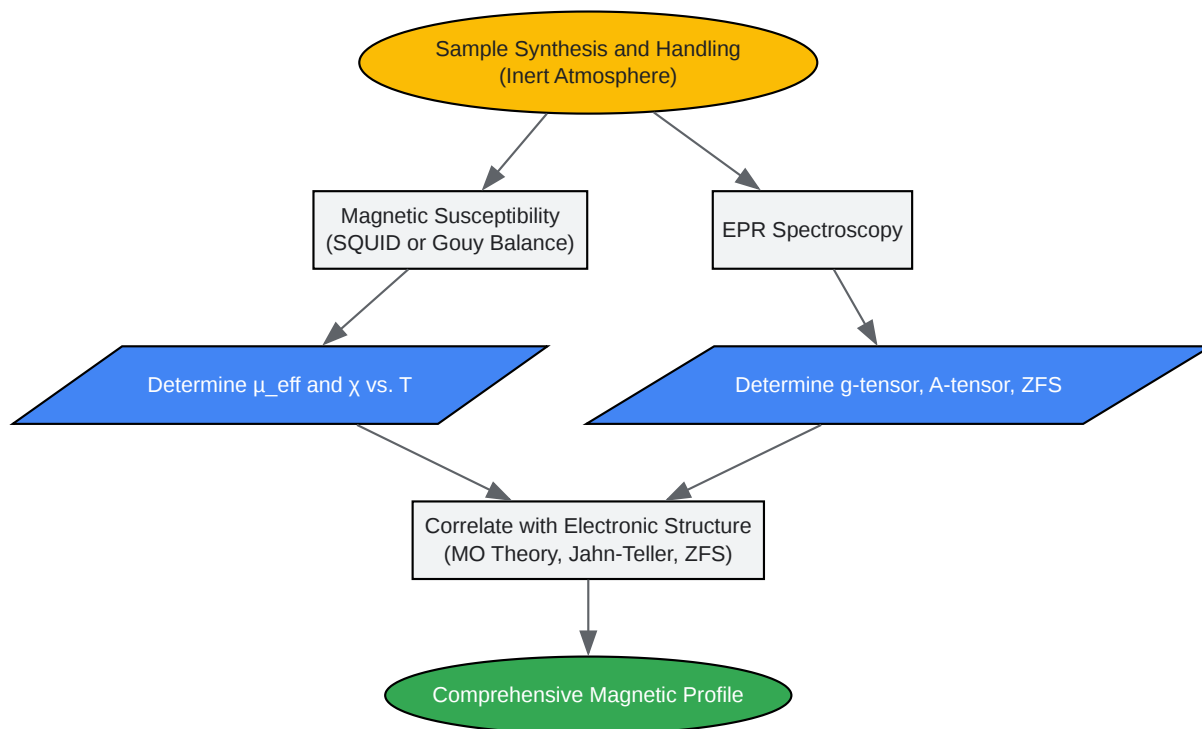 Sample Synthesis and Handling
(Inert Atmosphere)
Magnetic Susceptibility
(SQUID or Gouy Balance)
EPR Spectroscopy
Determine µ_eff and χ vs. T
Determine g-tensor, A-tensor, ZFS
Correlate with Electronic Structure
(MO Theory, Jahn-Teller, ZFS)
Comprehensive Magnetic Profile